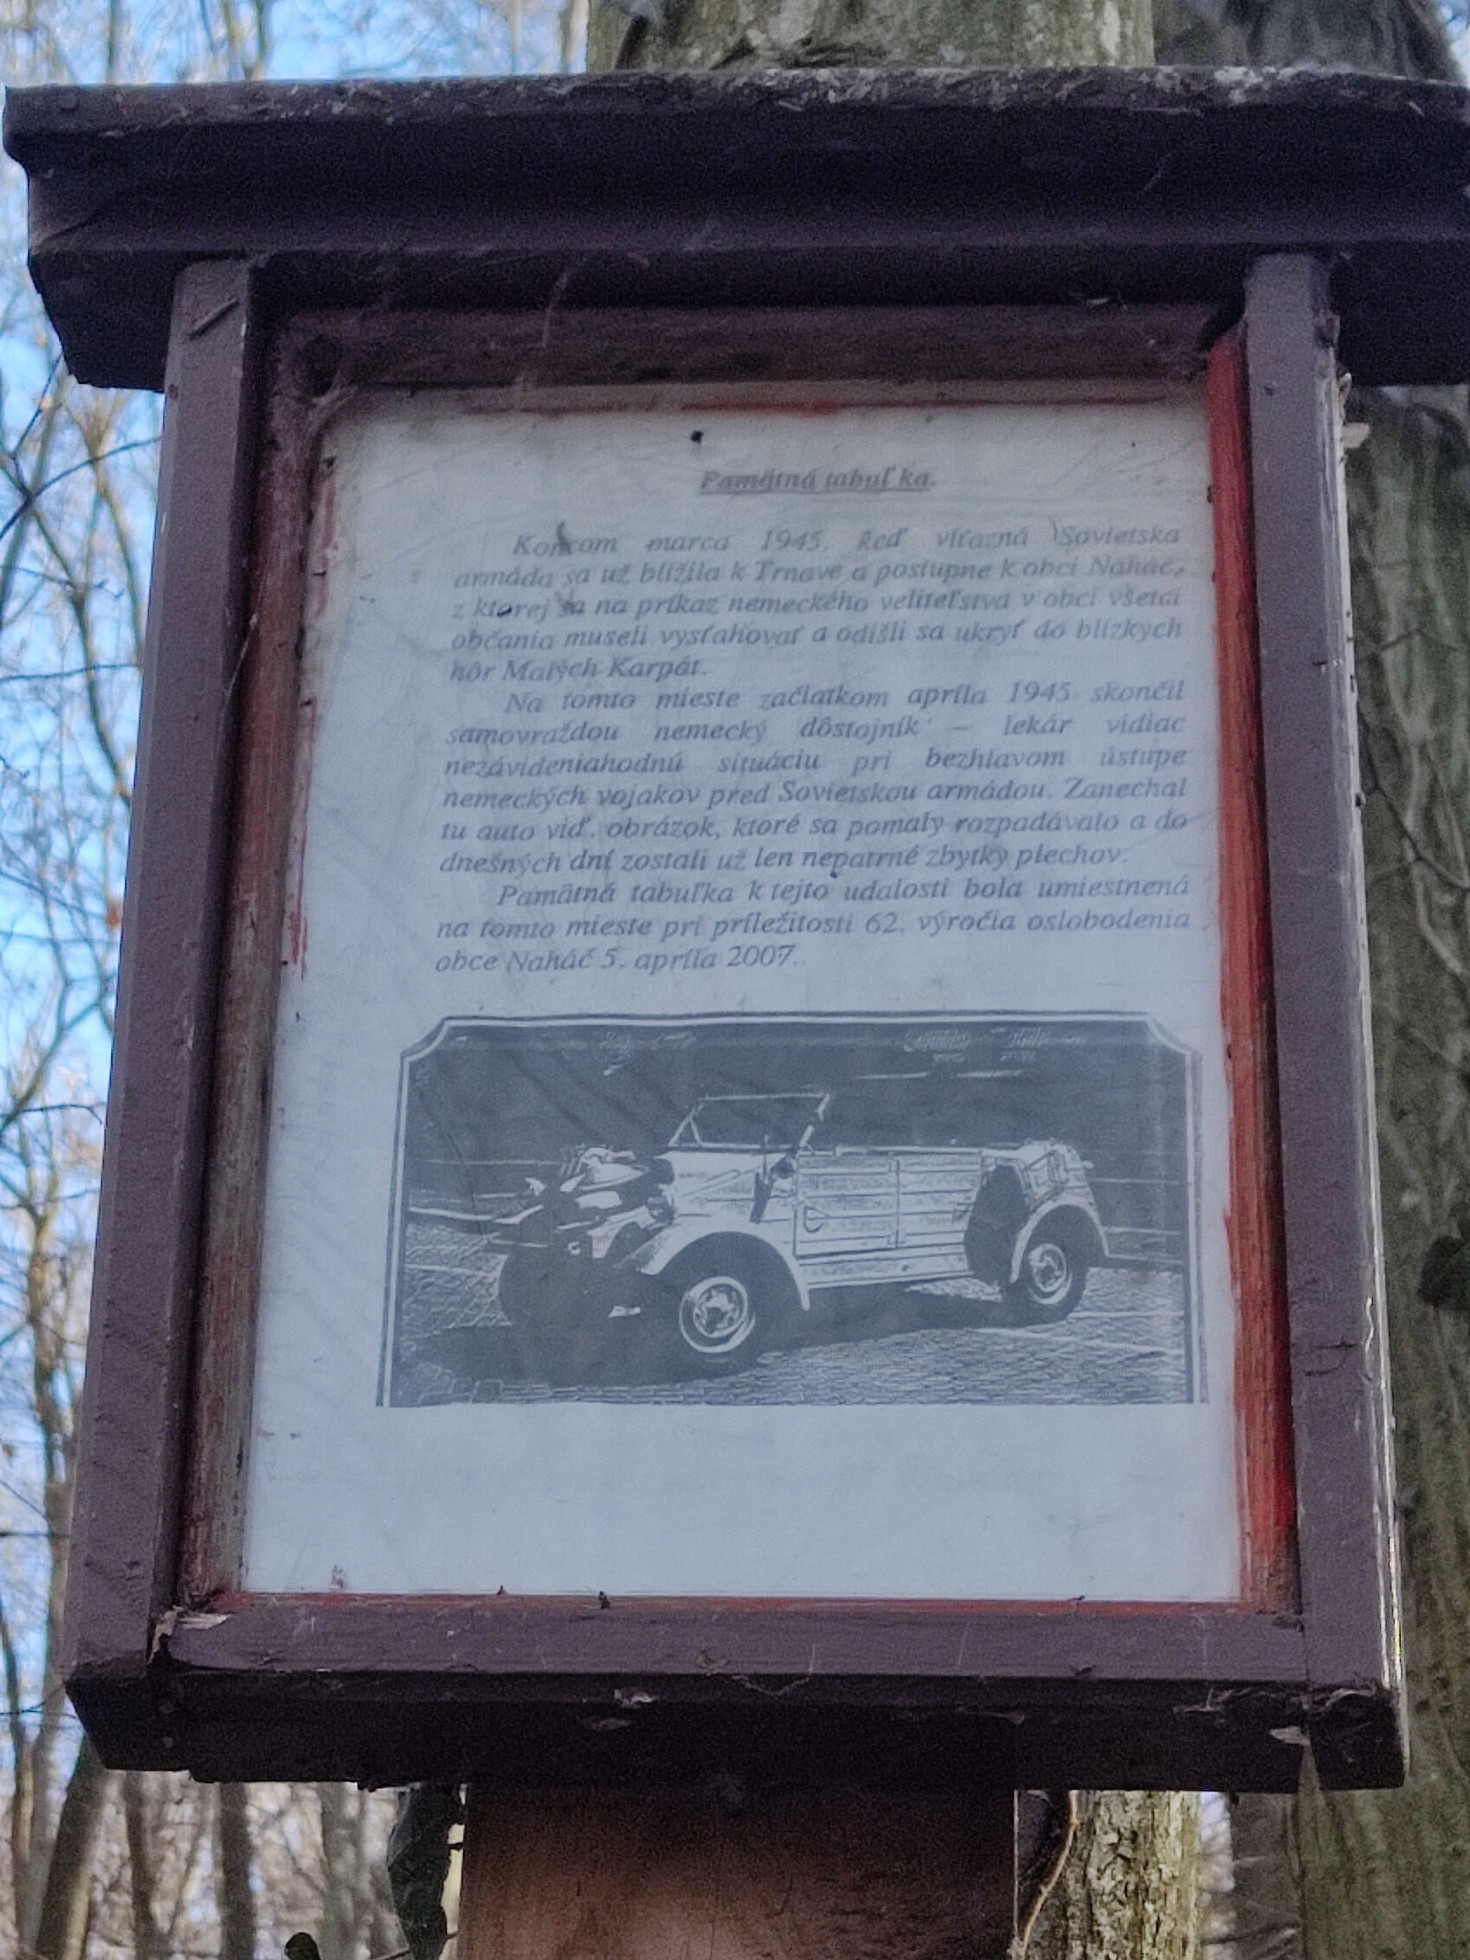 Pamätná tabuľka.
Koncom marca 1945, keď víťazná Sovietska
armáda sa už blížila k Trnave a postupne k obci Naháč,
z ktorej sa na príkaz nemeckého veliteľstva v obci všetci
občania museli vysťahovať a odišli sa ukryť do blízkych
hôr Malých Karpát.
Na tomto mieste začiatkom apríla 1945 skončil
samovraždou nemecký dôstojník – lekár vidiac
nezávideniahodnú situáciu pri bezhlavom ústupe
nemeckých vojakov pred Sovietskou armádou. Zanechal
tu auto viď. obrázok, ktoré sa pomaly rozpadávalo a do
dnešných dní zostali už len nepatrné zbytky plechov.
Pamätná tabuľka k tejto udalosti bola umiestnená
na tomto mieste pri príležitosti 62. výročia oslobodenia
obce Naháč 5. apríla 2007.